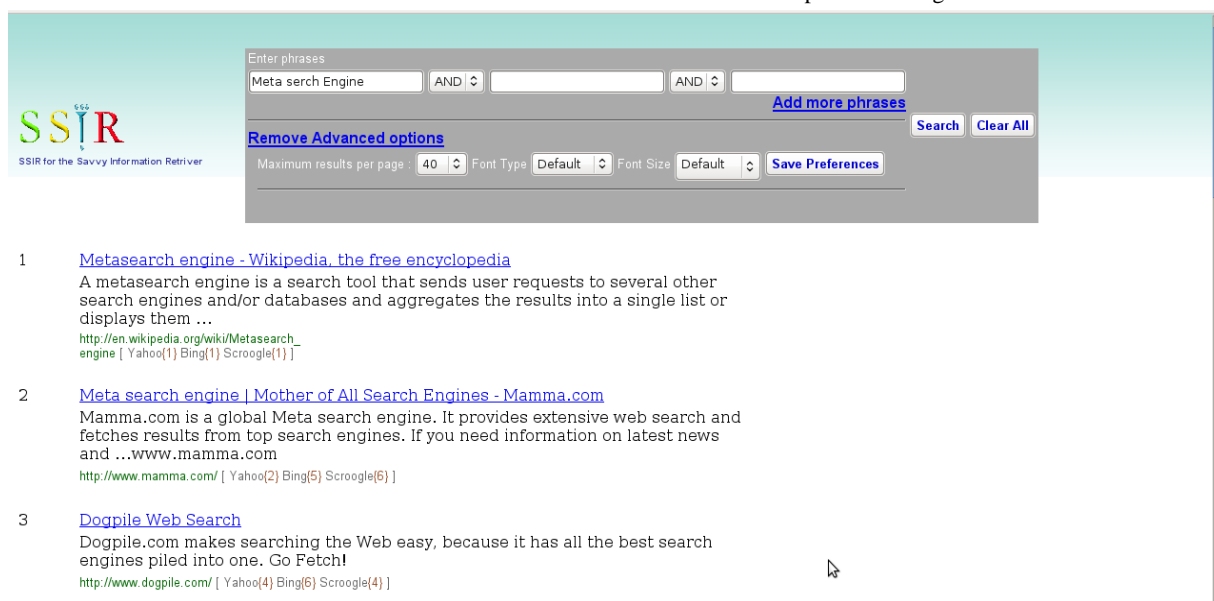 Enter phrases
Meta serch Engine AND AND
Add more phrases
Search Clear All
SSIR
SSIR for the Savvy Information Retriver
Remove Advanced options
Maximum results per page : 40 Font Type Default Font Size Default Save Preferences
1 Metasearch engine - Wikipedia, the free encyclopedia
A metasearch engine is a search tool that sends user requests to several other
search engines and/or databases and aggregates the results into a single list or
displays them ...
http://en.wikipedia.org/wiki/Metasearch_
engine [ Yahoo{1} Bing{1} Scroogle{1} ]
2 Meta search engine | Mother of All Search Engines - Mamma.com
Mamma.com is a global Meta search engine. It provides extensive web search and
fetches results from top search engines. If you need information on latest news
and ...www.mamma.com
http://www.mamma.com/ [ Yahoo{2} Bing{5} Scroogle{6} ]
3 Dogpile Web Search
Dogpile.com makes searching the Web easy, because it has all the best search
engines piled into one. Go Fetch!
http://www.dogpile.com/ [ Yahoo{4} Bing{6} Scroogle{4} ]